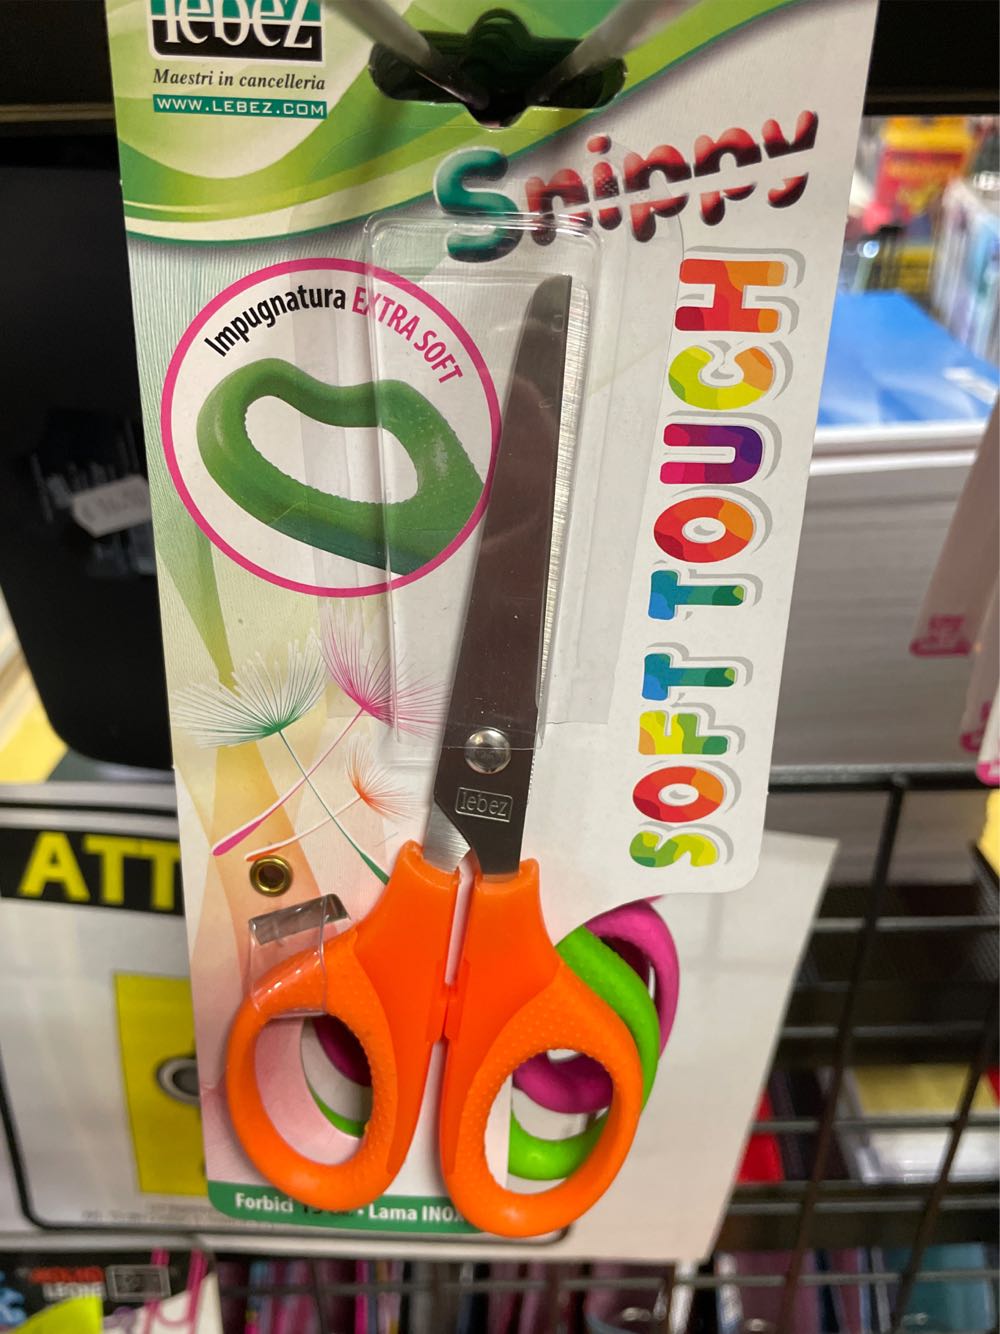 lebez
Maestri in cancelleria
WWW.LEBEZ.COM
Snippy
Impugnatura EXTRA SOFT
SOFT TOUCH
lebez
ATT
Forbici
• Lama INOX